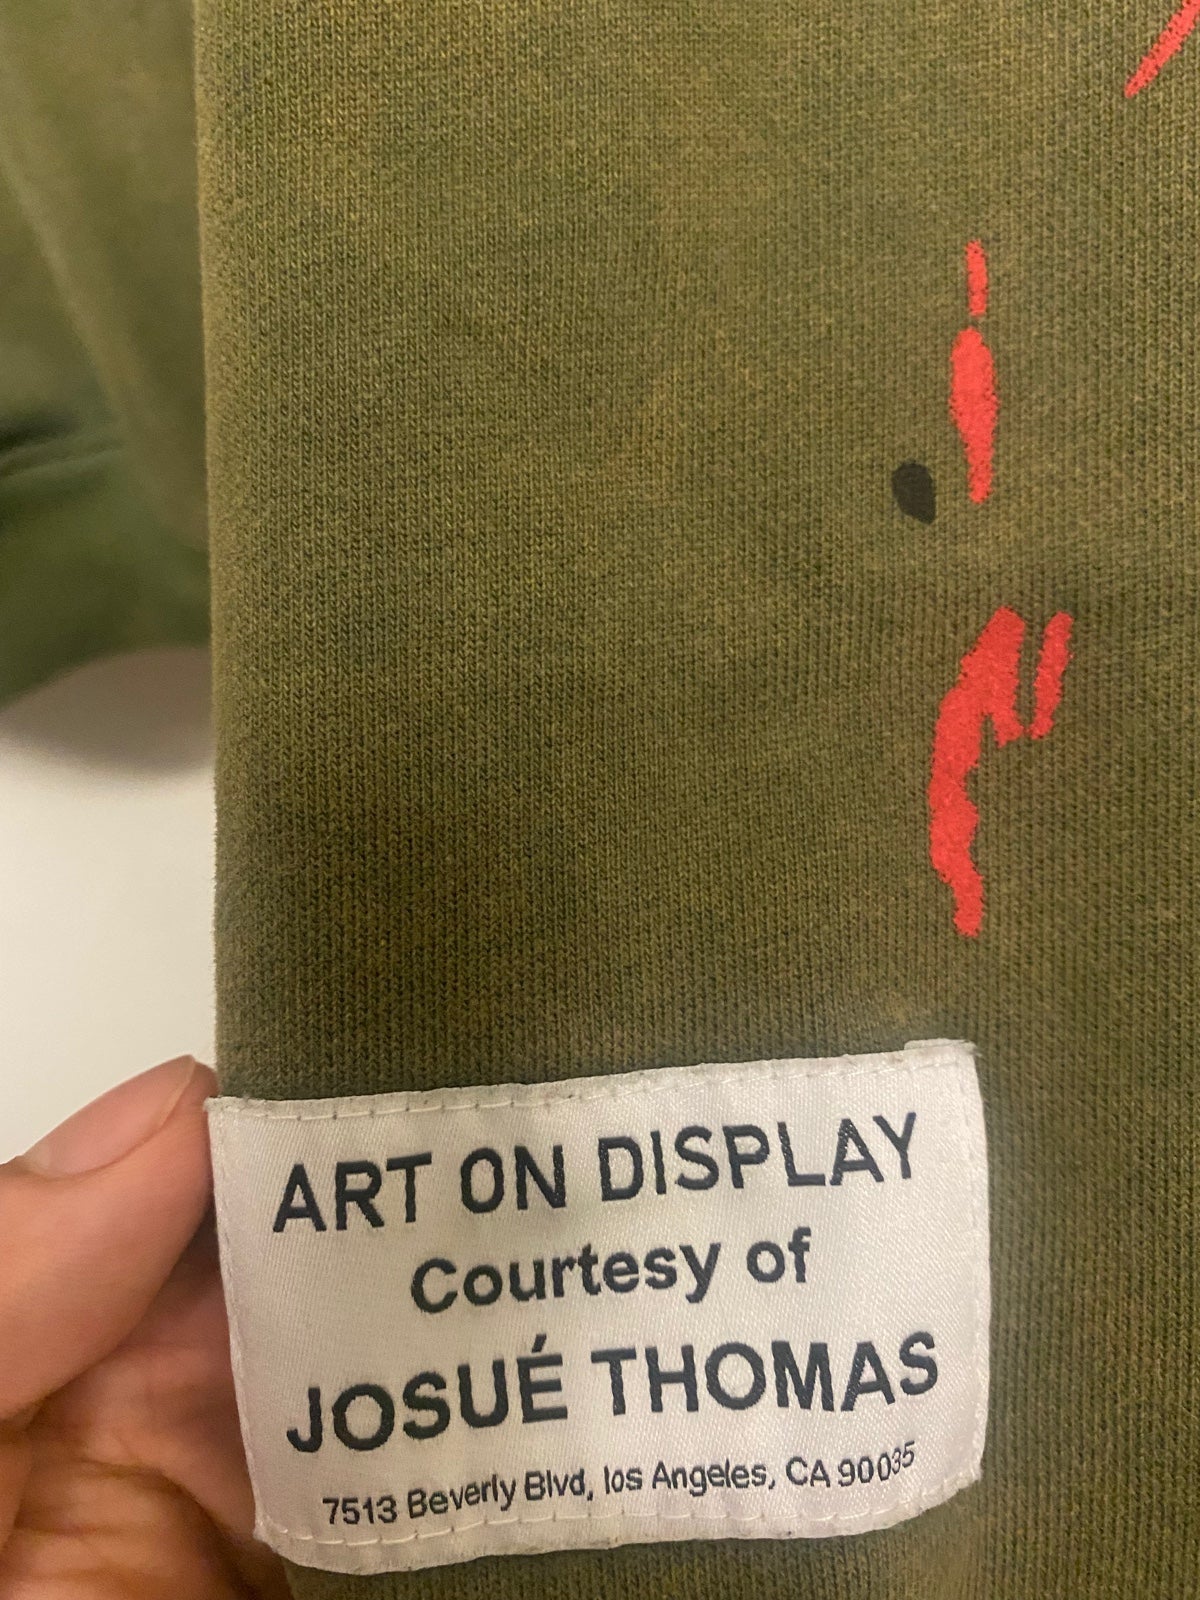 ART ON DISPLAY
Courtesy of
JOSUÉ THOMAS
7513 Beverly Blvd, los Angeles, CA 90035